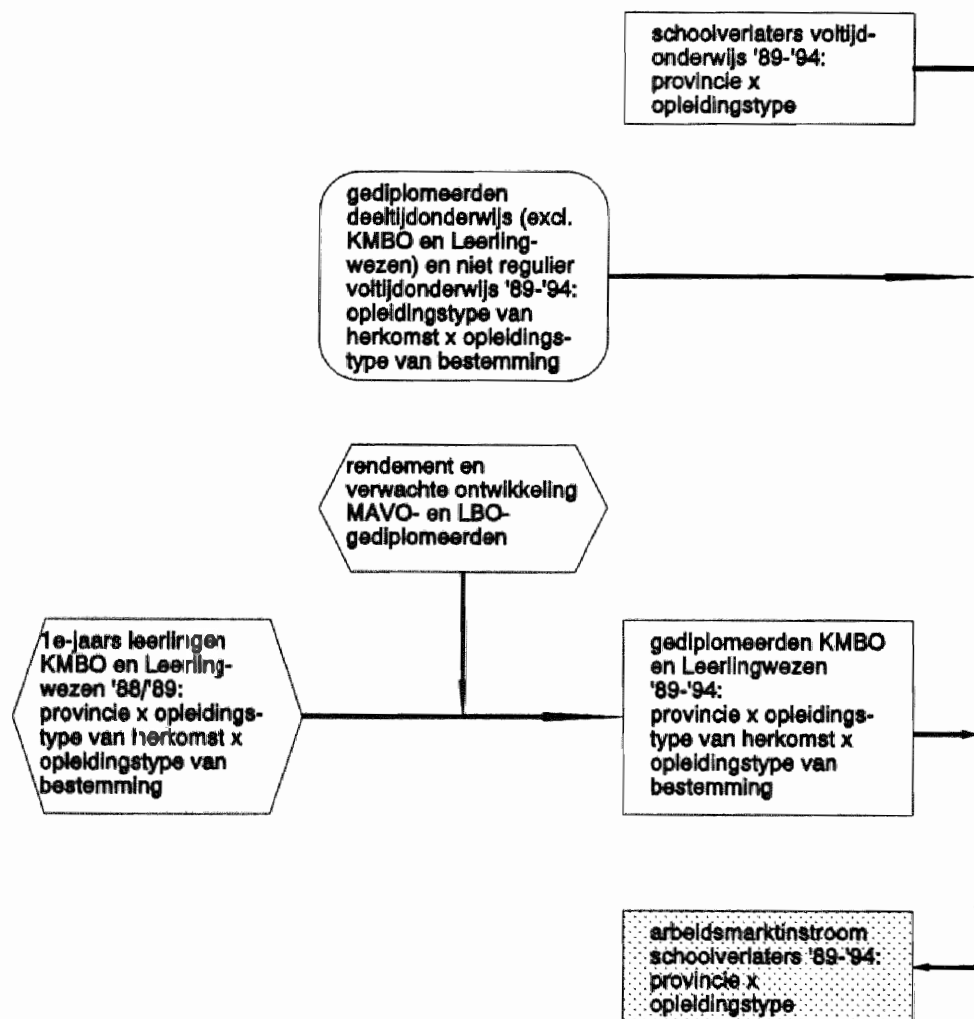 schoolverlaters voltijd-
onderwijs '89-'94:
provincie x
opleidingstype
gediplomeerden
deeltijdonderwijs (excl.
KMBO en Leerling-
wezen) en niet regulier
voltijdonderwijs '89-'94:
opleidingstype van
herkomst x opleidings-
type van bestemming
rendement en
verwachte ontwikkeling
MAVO- en LBO-
gediplomeerden
1e-jaars leerlingen
KMBO en Leerling-
wezen '88/'89:
provincie x opleidings-
type van herkomst x
opleidingstype van
bestemming
gediplomeerden KMBO
en Leerlingwezen
'89-'94:
provincie x opleidings-
type van herkomst x
opleidingstype van
bestemming
arbeidsmarktinstroom
schoolverlaters '89-'94:
provincie x
opleidingstype